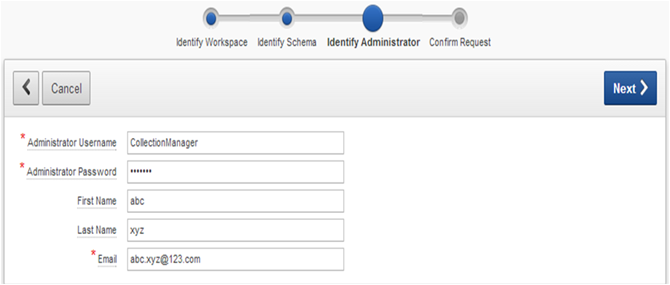 Identify Workspace Identify Schema Identify Administrator Confirm Request
Cancel Next
* Administrator Username CollectionManager
* Administrator Password •••••••
First Name abc
Last Name xyz
* Email abc.xyz@123.com